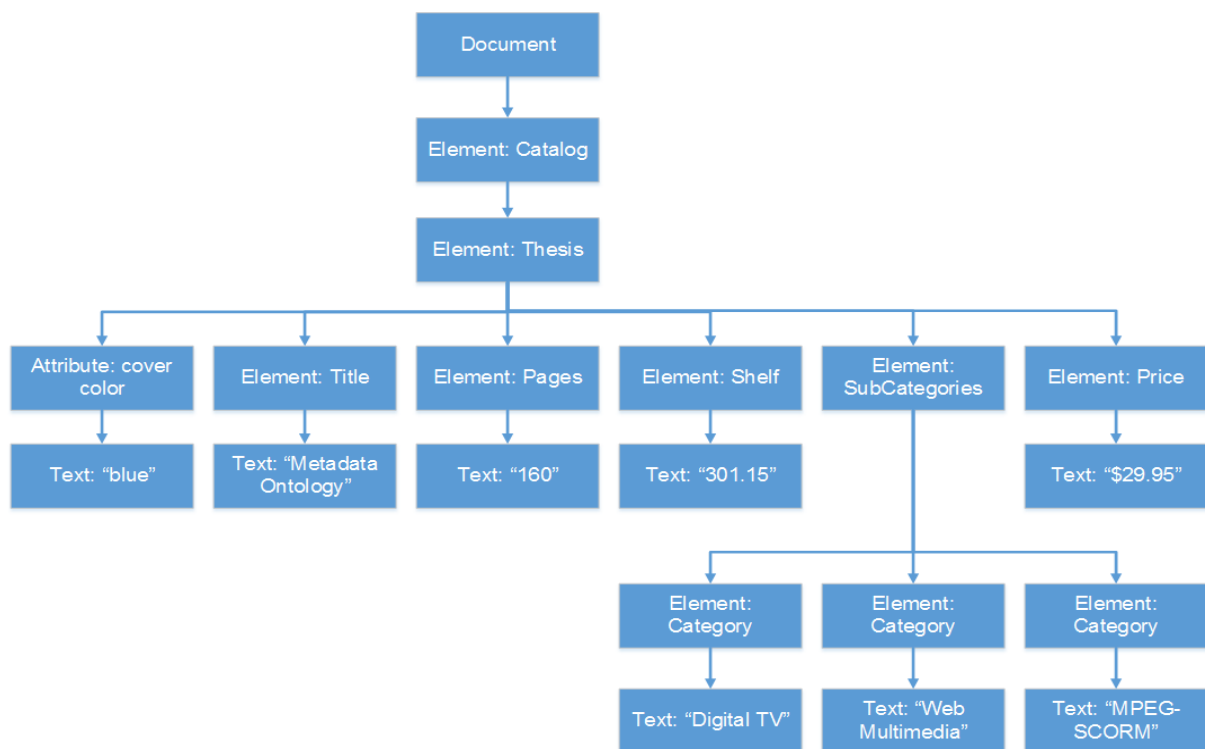 Document
Element: Catalog
Element: Thesis
Attribute: cover
color
Element: Title
Element: Pages
Element: Shelf
Element:
SubCategories
Element: Price
Text: “blue”
Text: “Metadata
Ontology”
Text: “160”
Text: “301.15”
Text: “$29.95”
Element:
Category
Element:
Category
Element:
Category
Text: “Digital TV”
Text: “Web
Multimedia”
Text: “MPEG-
SCORM”